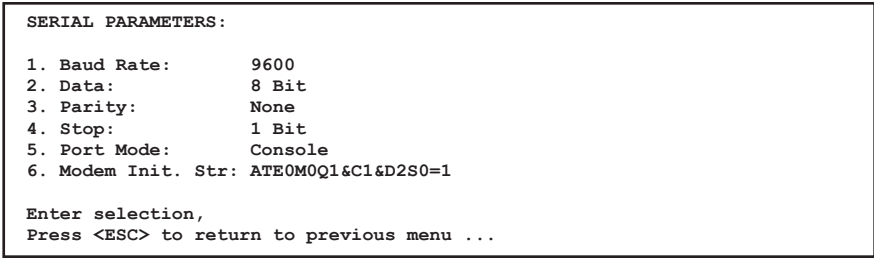 SERIAL PARAMETERS:
1. Baud Rate: 9600
2. Data: 8 Bit
3. Parity: None
4. Stop: 1 Bit
5. Port Mode: Console
6. Modem Init. Str: ATE0M0Q1&C1&D2S0=1
Enter selection,
Press <ESC> to return to previous menu ...